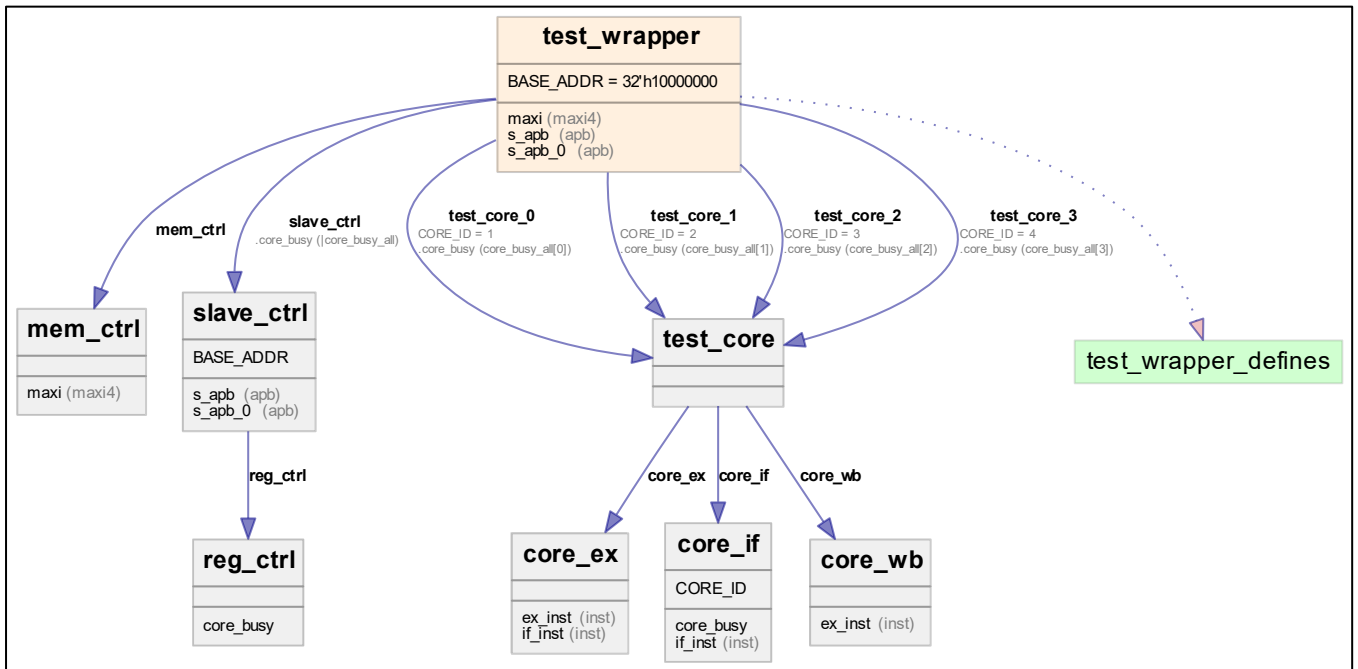 test_wrapper
BASE_ADDR = 32'h10000000
maxi (maxi4)
s_apb (apb)
s_apb_0 (apb)
mem_ctrl
slave_ctrl
.core_busy (|core_busy_all)
test_core_0
CORE_ID = 1
.core_busy (core_busy_all[0])
test_core_1
CORE_ID = 2
.core_busy (core_busy_all[1])
test_core_2
CORE_ID = 3
.core_busy (core_busy_all[2])
test_core_3
CORE_ID = 4
.core_busy (core_busy_all[3])
mem_ctrl
maxi (maxi4)
slave_ctrl
BASE_ADDR
s_apb (apb)
s_apb_0 (apb)
test_core
test_wrapper_defines
reg_ctrl
core_ex
core_if
core_wb
reg_ctrl
core_busy
core_ex
ex_inst (inst)
if_inst (inst)
core_if
CORE_ID
core_busy
if_inst (inst)
core_wb
ex_inst (inst)